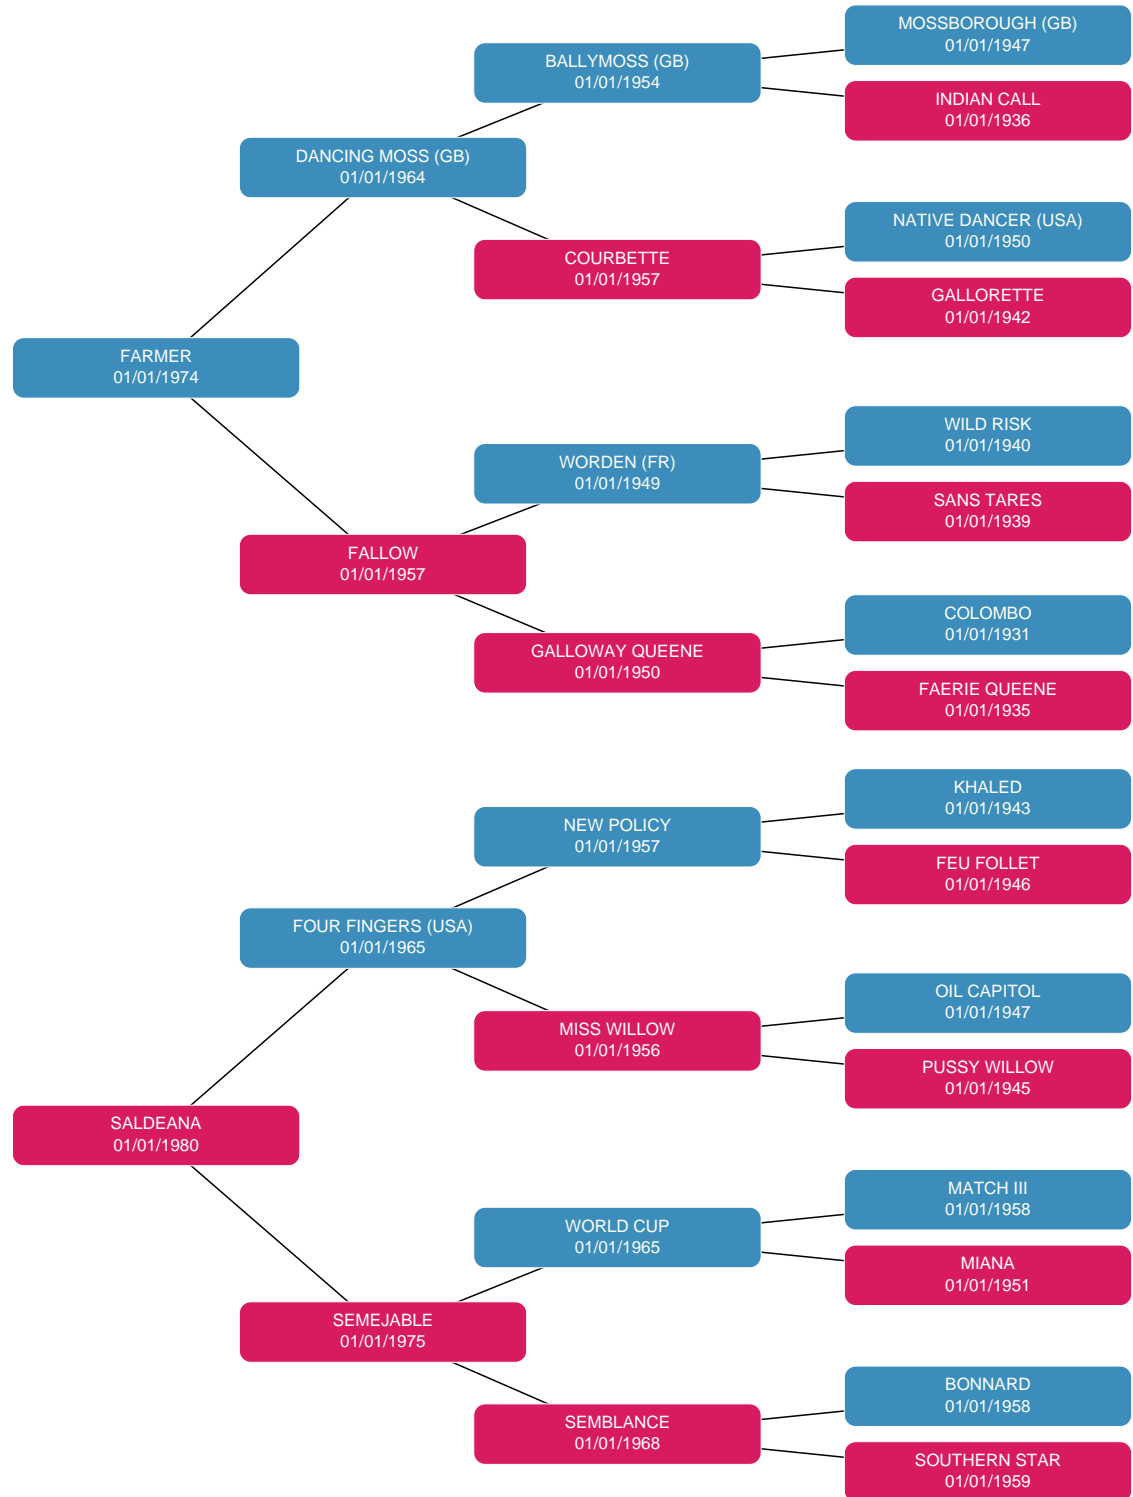 MOSSBOROUGH (GB)
01/01/1947
BALLYMOSS (GB)
01/01/1954
INDIAN CALL
01/01/1936
DANCING MOSS (GB)
01/01/1964
NATIVE DANCER (USA)
01/01/1950
COURBETTE
01/01/1957
GALLORETTE
01/01/1942
FARMER
01/01/1974
WILD RISK
01/01/1940
WORDEN (FR)
01/01/1949
SANS TARES
01/01/1939
FALLOW
01/01/1957
COLOMBO
01/01/1931
GALLOWAY QUEENE
01/01/1950
FAERIE QUEENE
01/01/1935
KHALED
01/01/1943
NEW POLICY
01/01/1957
FEU FOLLET
01/01/1946
FOUR FINGERS (USA)
01/01/1965
OIL CAPITOL
01/01/1947
MISS WILLOW
01/01/1956
PUSSY WILLOW
01/01/1945
SALDEANA
01/01/1980
MATCH III
01/01/1958
WORLD CUP
01/01/1965
MIANA
01/01/1951
SEMEJABLE
01/01/1975
BONNARD
01/01/1958
SEMBLANCE
01/01/1968
SOUTHERN STAR
01/01/1959